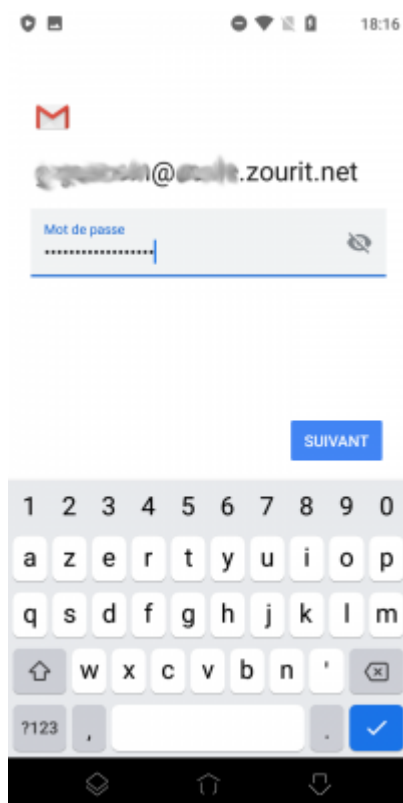 18:16
@
.zourit.net
Mot de passe
••••••••••••••••••
SUIVANT
1 2 3 4 5 6 7 8 9 0
a z e r t y u i o p
q s d f g h j k l m
w x c v b n '
?123 , .